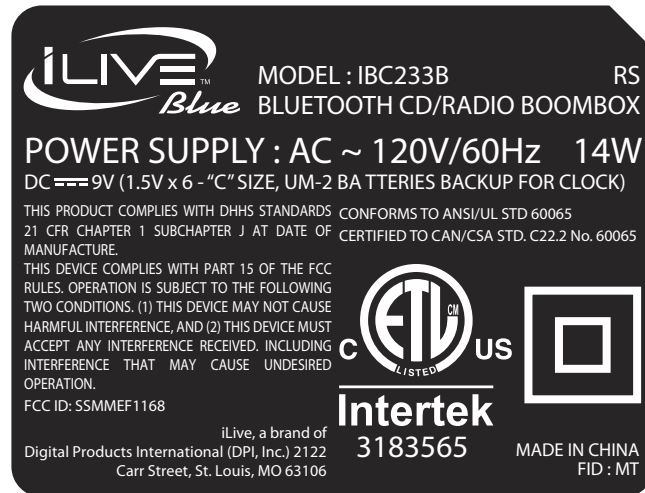 iLIVE™
Blue
MODEL : IBC233B RS
BLUETOOTH CD/RADIO BOOMBOX
POWER SUPPLY : AC ~ 120V/60Hz 14W
DC 9V (1.5V x 6 - “C” SIZE, UM-2 BA TTERIES BACKUP FOR CLOCK)
THIS PRODUCT COMPLIES WITH DHHS STANDARDS
21 CFR CHAPTER 1 SUBCHAPTER J AT DATE OF
MANUFACTURE.
THIS DEVICE COMPLIES WITH PART 15 OF THE FCC
RULES. OPERATION IS SUBJECT TO THE FOLLOWING
TWO CONDITIONS. (1) THIS DEVICE MAY NOT CAUSE
HARMFUL INTERFERENCE, AND (2) THIS DEVICE MUST
ACCEPT ANY INTERFERENCE RECEIVED. INCLUDING
INTERFERENCE THAT MAY CAUSE UNDESIRED
OPERATION.
FCC ID: SSMMEF1168
iLive, a brand of
Digital Products International (DPI, Inc.) 2122
Carr Street, St. Louis, MO 63106
CONFORMS TO ANSI/UL STD 60065
CERTIFIED TO CAN/CSA STD. C22.2 No. 60065
C ETL CM US
LISTED
Intertek
3183565
MADE IN CHINA
FID : MT